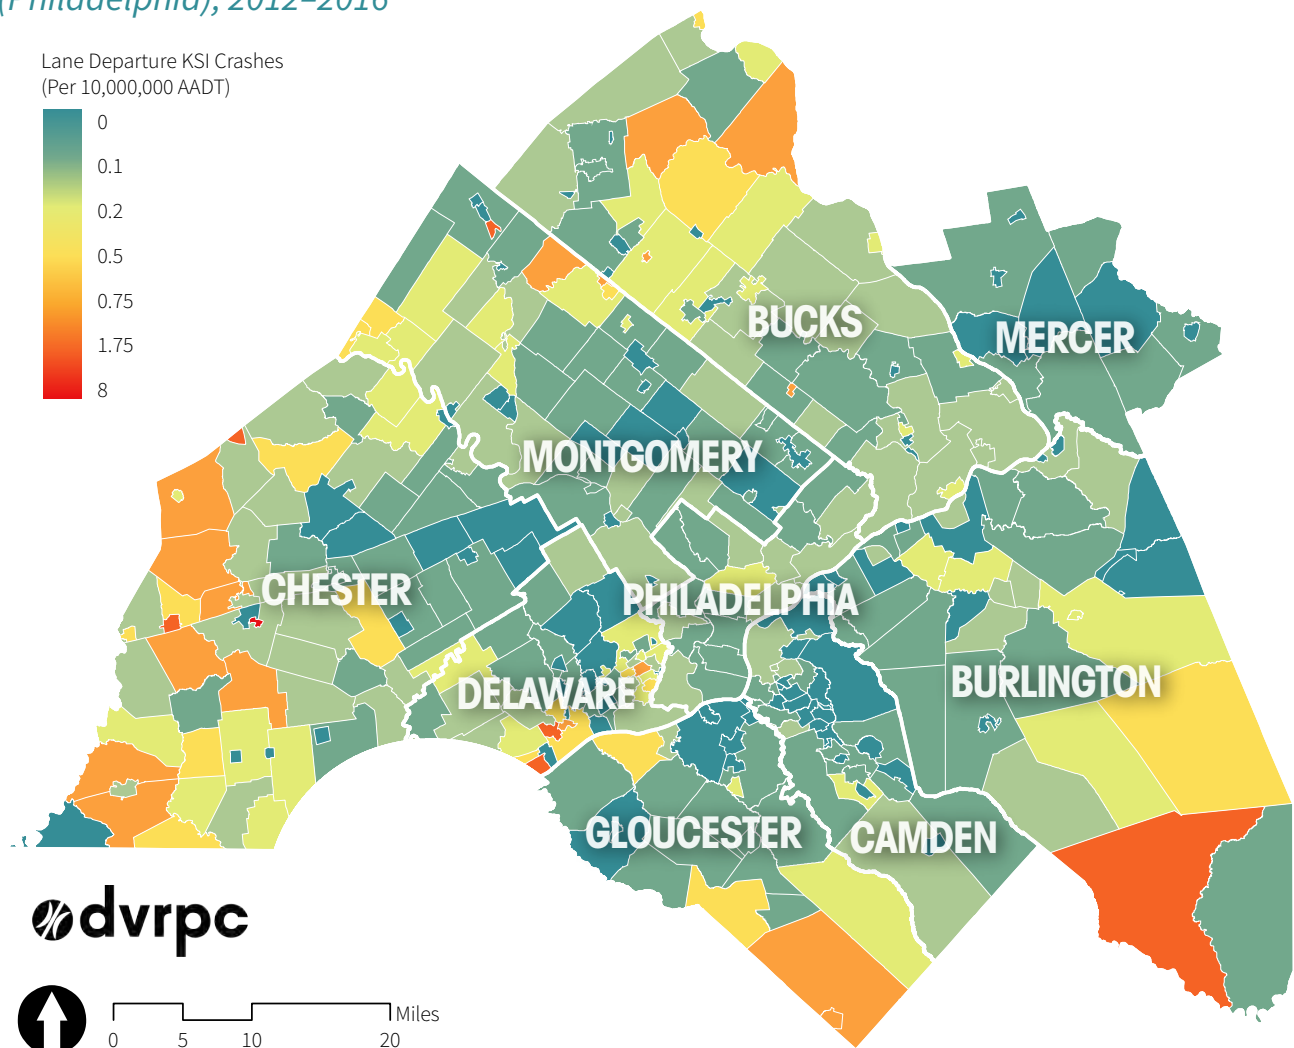 (Philadelphia), 2012–2016
Lane Departure KSI Crashes
(Per 10,000,000 AADT)
0
0.1
0.2
0.5
0.75
1.75
8
BUCKS
MERCER
MONTGOMERY
CHESTER
PHILADELPHIA
DELAWARE
BURLINGTON
GLOUCESTER
CAMDEN
dvrpc
Miles
0 5 10 20